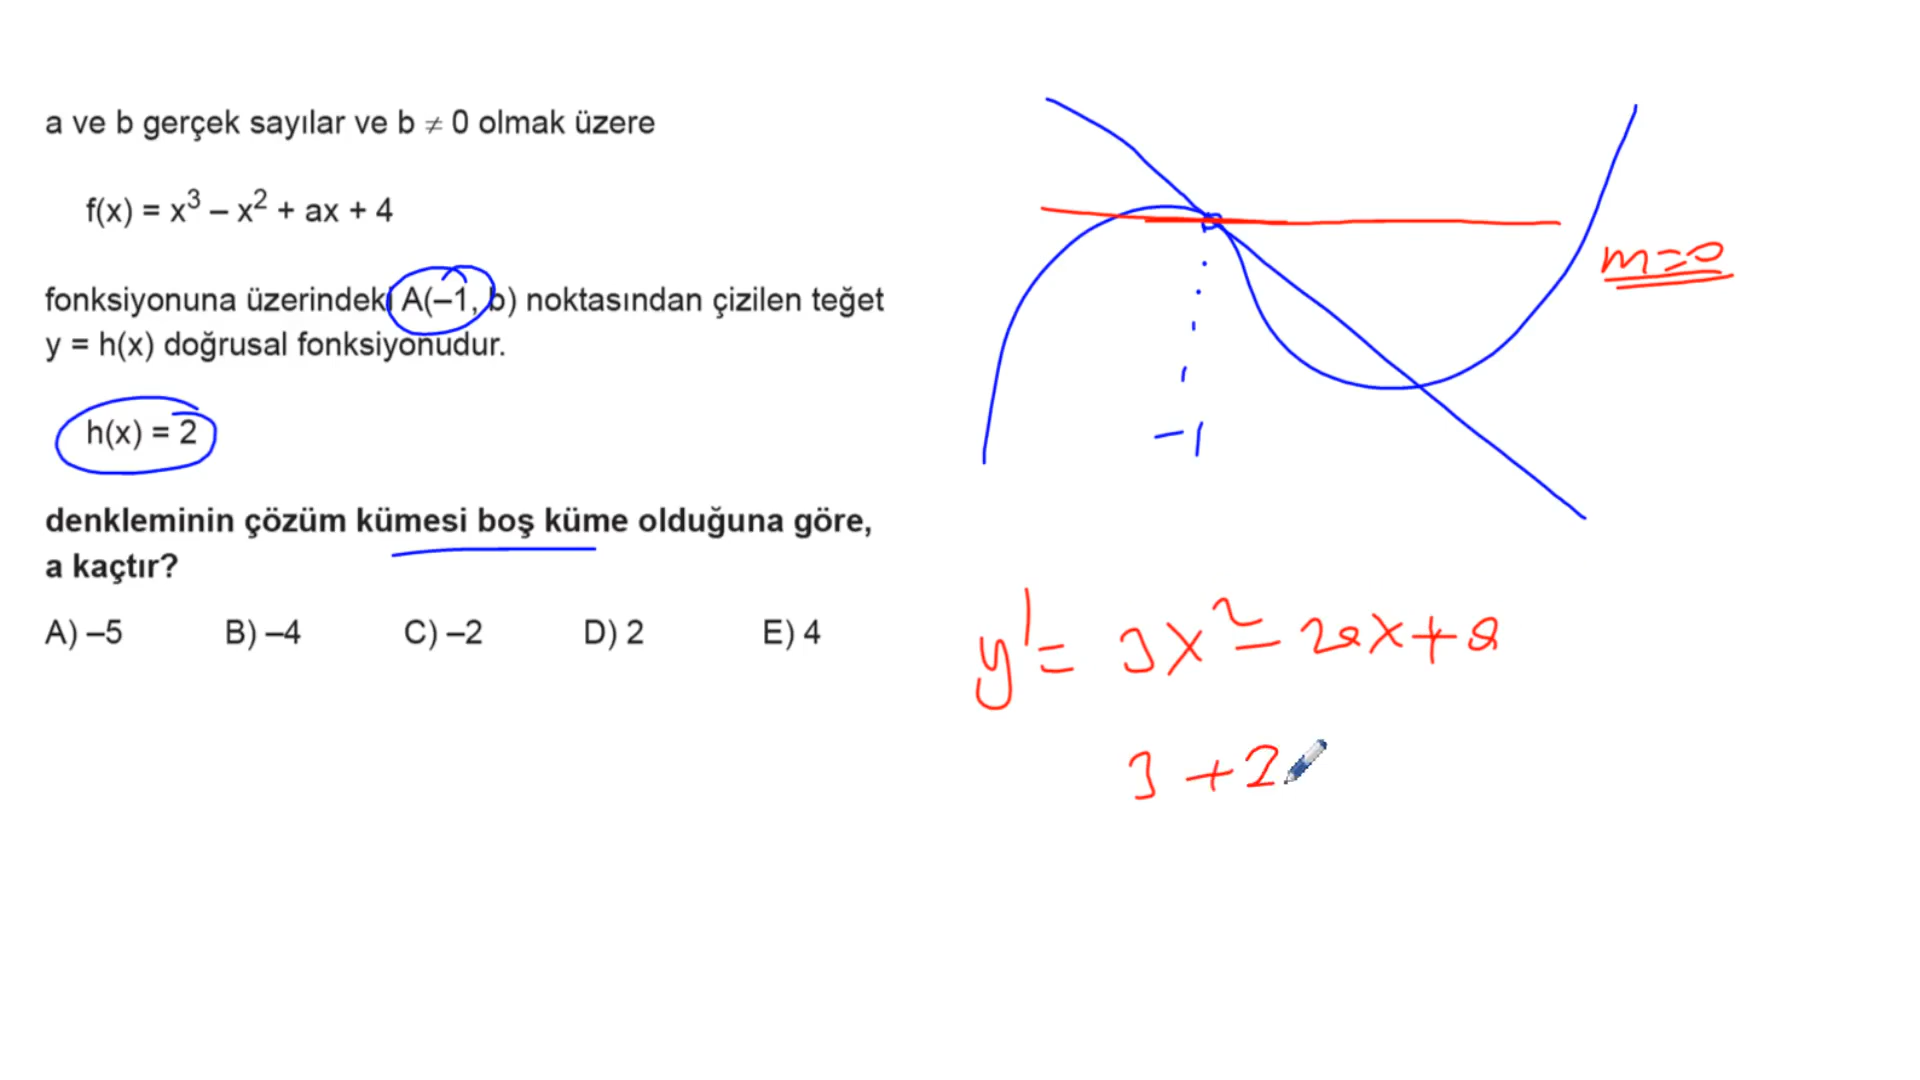 a ve b gerçek sayılar ve b ≠ 0 olmak üzere
f(x) = x³ – x² + ax + 4
fonksiyonuna üzerindeki A(–1, b) noktasından çizilen teğet
y = h(x) doğrusal fonksiyonudur.
h(x) = 2
denkleminin çözüm kümesi boş küme olduğuna göre,
a kaçtır?
A) –5 B) –4 C) –2 D) 2 E) 4
m=0
–1
y' = 3x² – 2ax + a
3 + 2